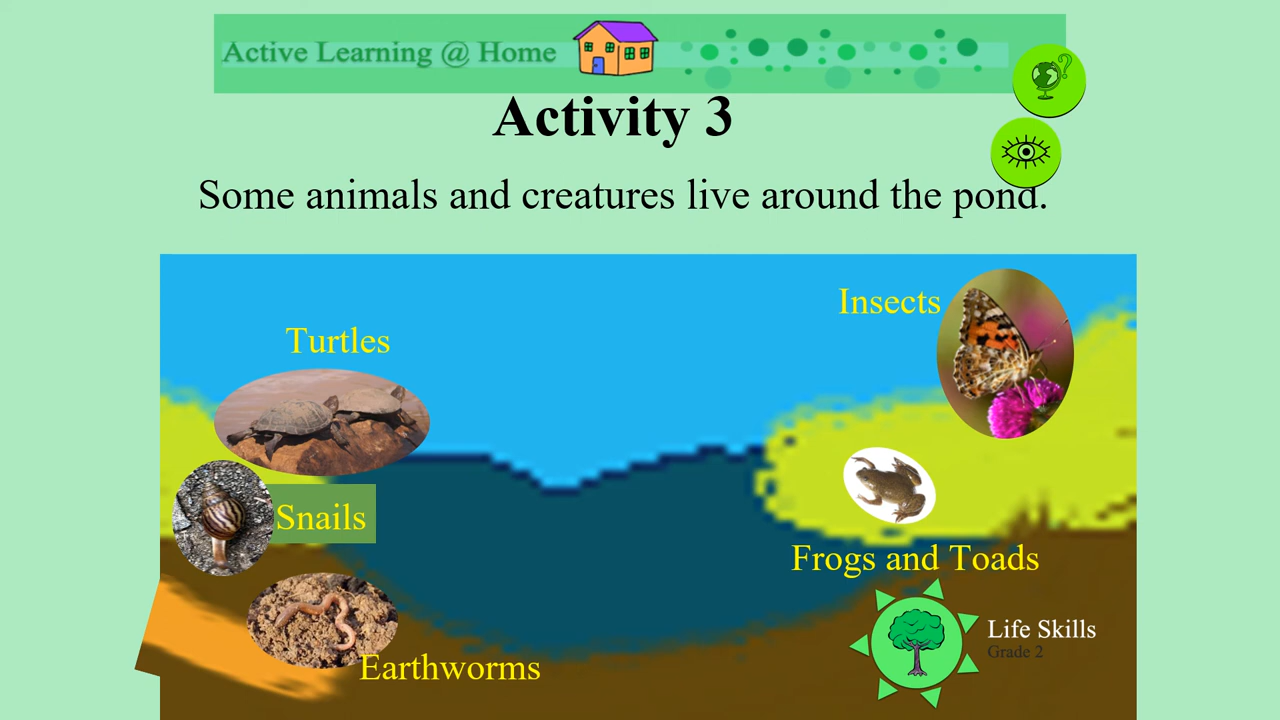 Active Learning @ Home
Activity 3
Some animals and creatures live around the pond.
Insects
Turtles
Snails
Frogs and Toads
Earthworms
Life Skills
Grade 2